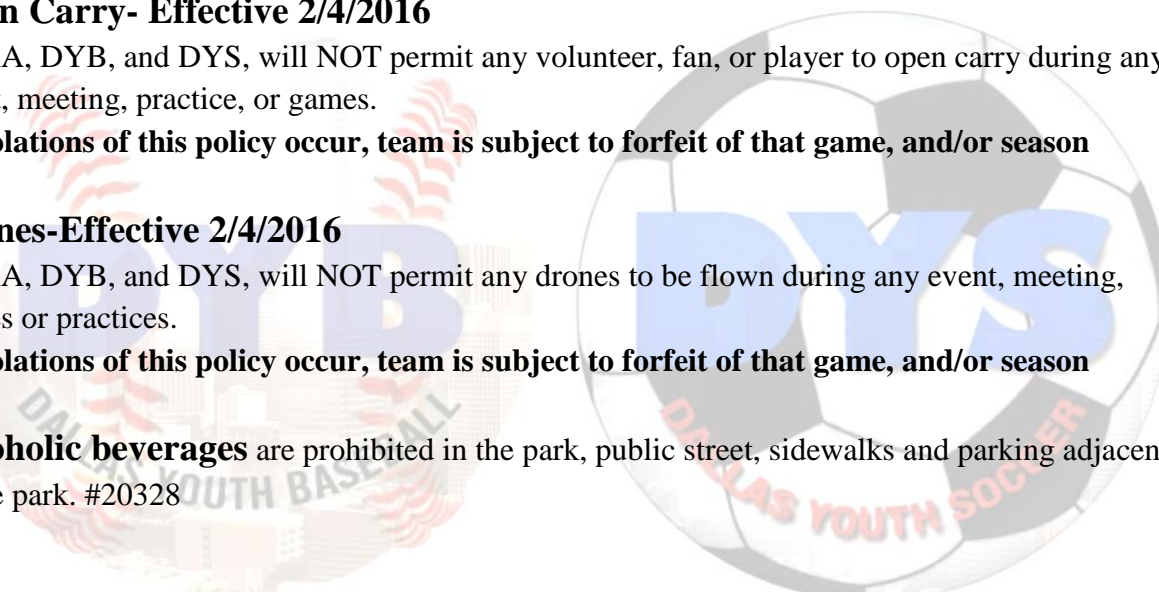 n Carry- Effective 2/4/2016
A, DYB, and DYS, will NOT permit any volunteer, fan, or player to open carry during any
, meeting, practice, or games.
lations of this policy occur, team is subject to forfeit of that game, and/or season
nes-Effective 2/4/2016
A, DYB, and DYS, will NOT permit any drones to be flown during any event, meeting,
s or practices.
lations of this policy occur, team is subject to forfeit of that game, and/or season
oholic beverages are prohibited in the park, public street, sidewalks and parking adjacen
e park. #20328
DYB
DALLAS YOUTH BASEBALL
DYS
DALLAS YOUTH SOCCER